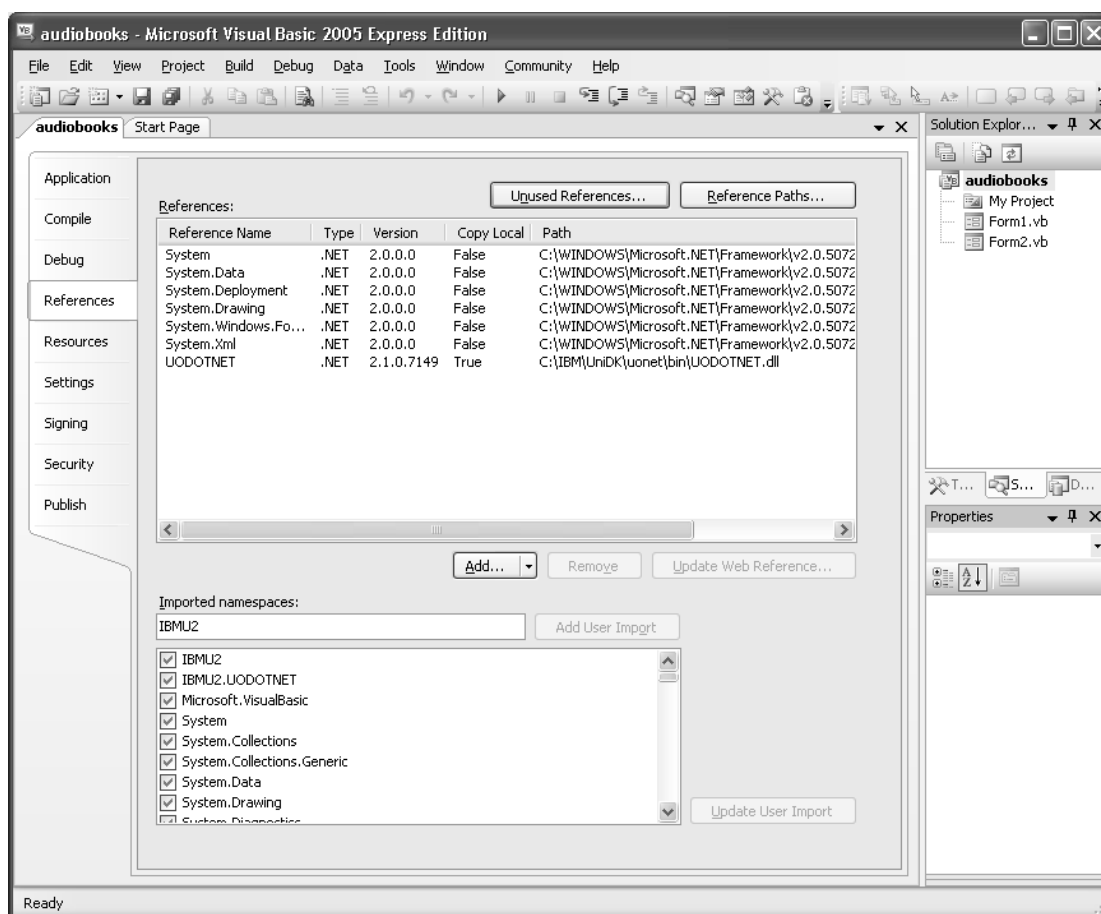 audiobooks - Microsoft Visual Basic 2005 Express Edition
File Edit View Project Build Debug Data Tools Window Community Help
audiobooks Start Page
Solution Explor...
audiobooks
My Project
Form1.vb
Form2.vb
Application
Compile
Debug
References
Resources
Settings
Signing
Security
Publish
Unused References... Reference Paths...
References:
Reference Name Type Version Copy Local Path
System .NET 2.0.0.0 False C:\WINDOWS\Microsoft.NET\Framework\v2.0.5072
System.Data .NET 2.0.0.0 False C:\WINDOWS\Microsoft.NET\Framework\v2.0.5072
System.Deployment .NET 2.0.0.0 False C:\WINDOWS\Microsoft.NET\Framework\v2.0.5072
System.Drawing .NET 2.0.0.0 False C:\WINDOWS\Microsoft.NET\Framework\v2.0.5072
System.Windows.Fo... .NET 2.0.0.0 False C:\WINDOWS\Microsoft.NET\Framework\v2.0.5072
System.Xml .NET 2.0.0.0 False C:\WINDOWS\Microsoft.NET\Framework\v2.0.5072
UODOTNET .NET 2.1.0.7149 True C:\IBM\UniDK\uonet\bin\UODOTNET.dll
Add... Remove Update Web Reference...
Imported namespaces:
IBMU2 Add User Import
IBMU2
IBMU2.UODOTNET
Microsoft.VisualBasic
System
System.Collections
System.Collections.Generic
System.Data
System.Drawing
System.Diagnostics
Update User Import
T... S... D...
Properties
Ready